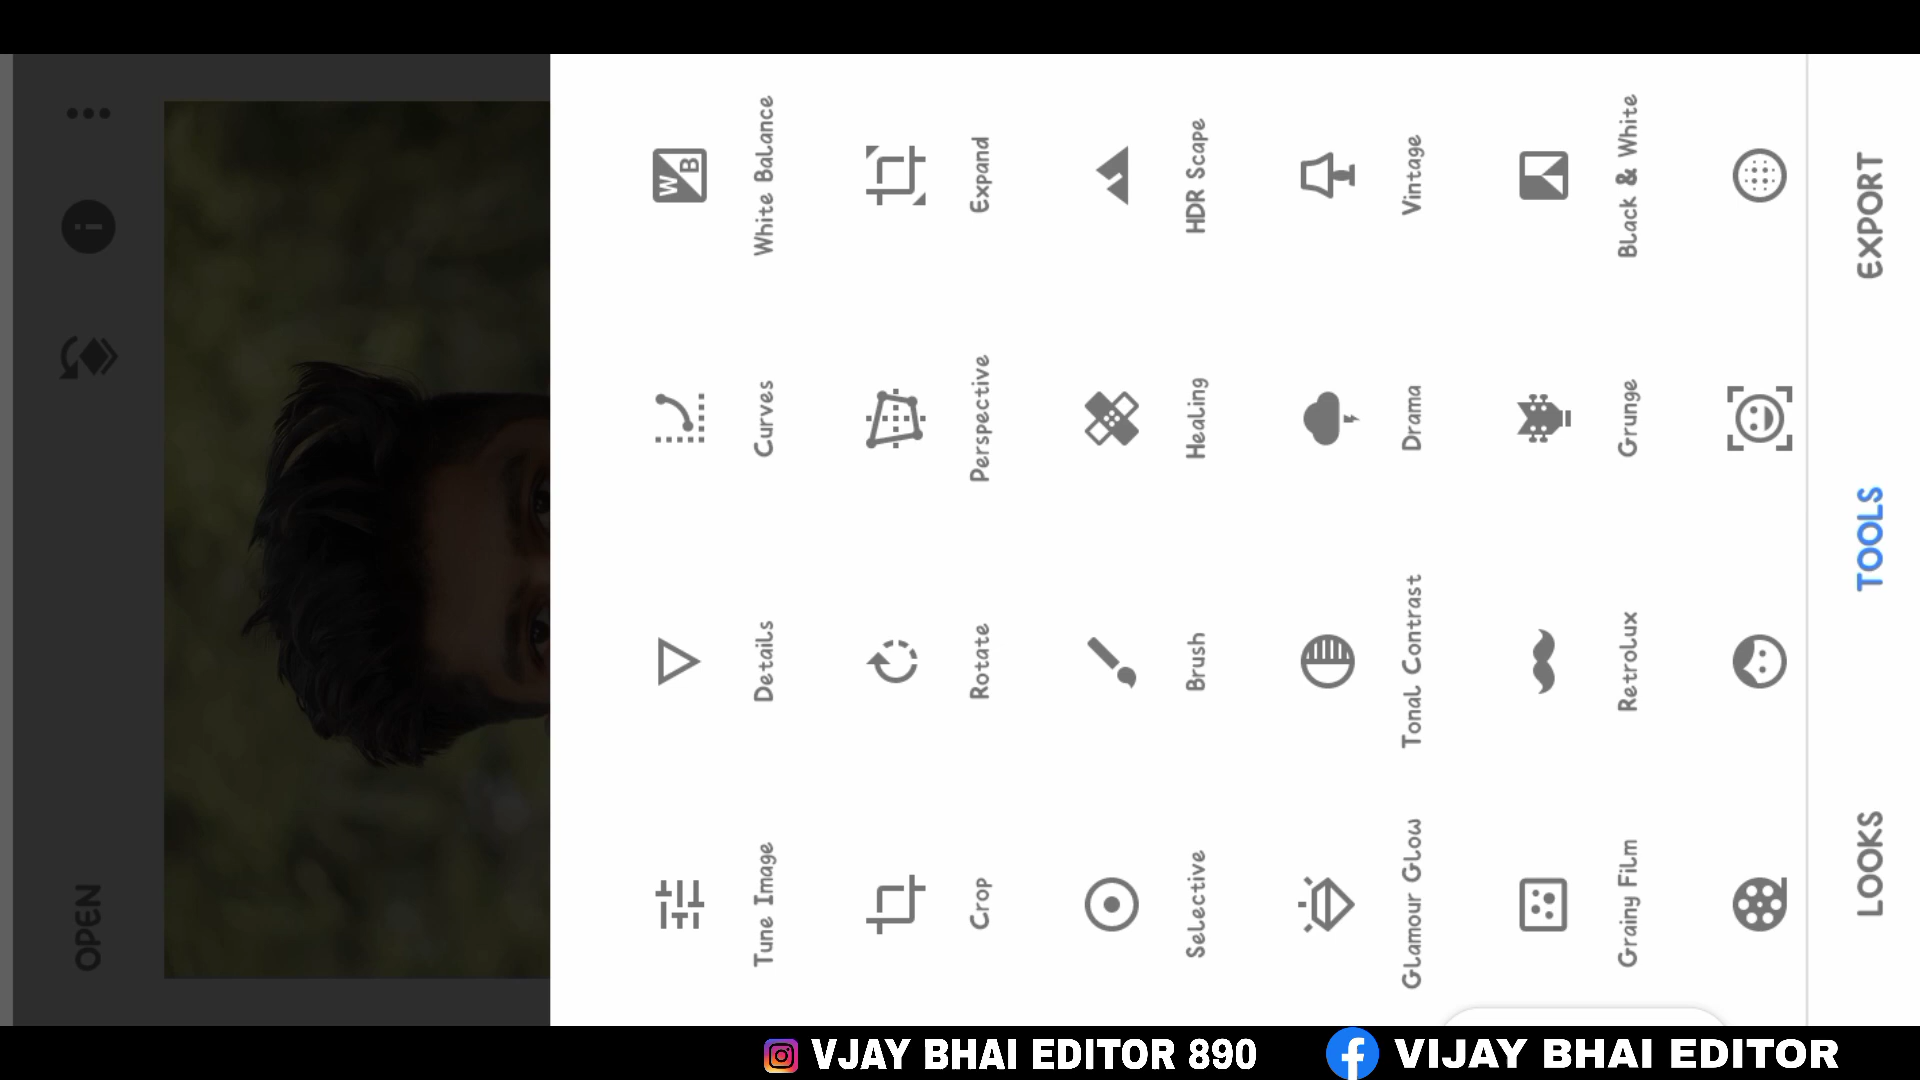 OPEN
Tune Image
Details
Curves
White Balance
Crop
Rotate
Perspective
Expand
Selective
Brush
Healing
HDR Scape
Glamour Glow
Tonal Contrast
Drama
Vintage
Grainy Film
Retrolux
Grunge
Black & White
LOOKS
TOOLS
EXPORT
VJAY BHAI EDITOR 890
VIJAY BHAI EDITOR